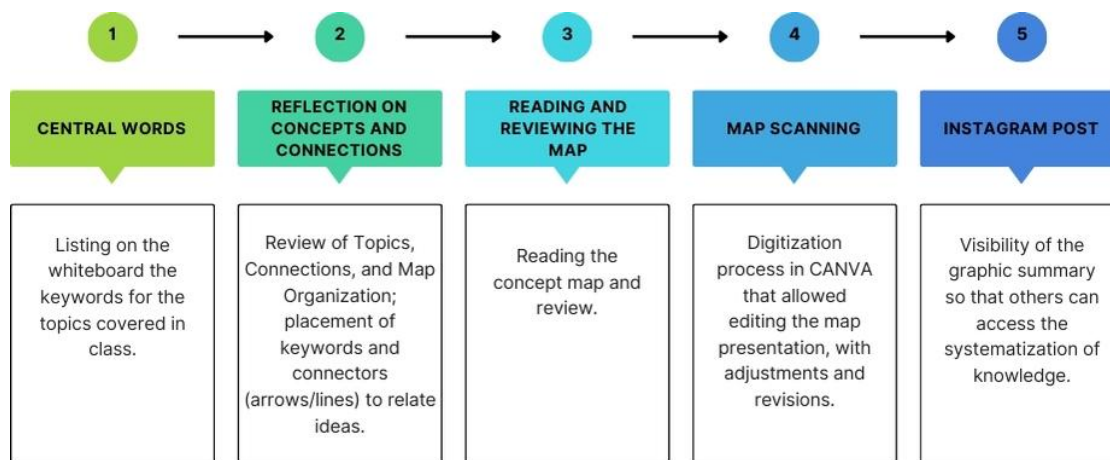 1
2
3
4
5
CENTRAL WORDS
REFLECTION ON
CONCEPTS AND
CONNECTIONS
READING AND
REVIEWING THE
MAP
MAP SCANNING
INSTAGRAM POST
Listing on the
whiteboard the
keywords for the
topics covered in
class.
Review of Topics,
Connections, and Map
Organization;
placement of
keywords and
connectors
(arrows/lines) to relate
ideas.
Reading the
concept map and
review.
Digitization
process in CANVA
that allowed
editing the map
presentation, with
adjustments and
revisions.
Visibility of the
graphic summary
so that others can
access the
systematization of
knowledge.